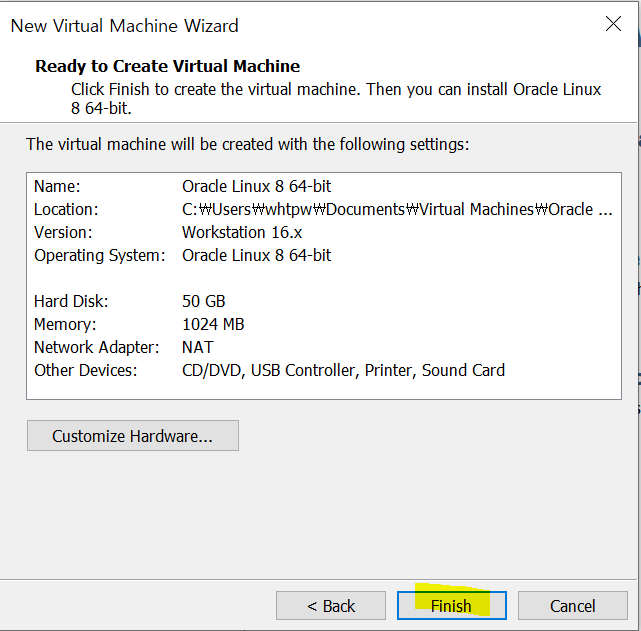 New Virtual Machine Wizard
Ready to Create Virtual Machine
Click Finish to create the virtual machine. Then you can install Oracle Linux
8 64-bit.
The virtual machine will be created with the following settings:
Name: Oracle Linux 8 64-bit
Location: C:₩Users₩whtpw₩Documents₩Virtual Machines₩Oracle ...
Version: Workstation 16.x
Operating System: Oracle Linux 8 64-bit
Hard Disk: 50 GB
Memory: 1024 MB
Network Adapter: NAT
Other Devices: CD/DVD, USB Controller, Printer, Sound Card
Customize Hardware...
< Back Finish Cancel